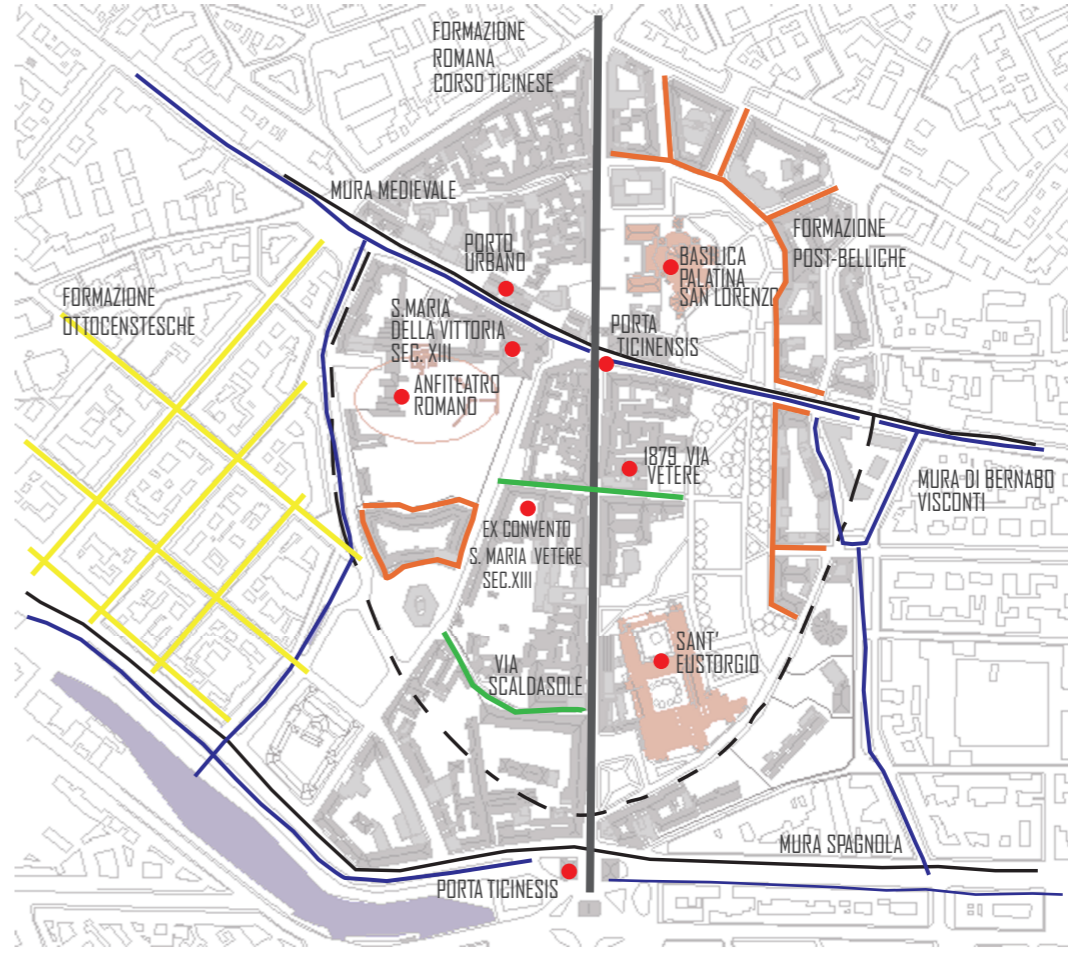 FORMAZIONE
ROMANA
CORSO TICINESE
MURA MEDIEVALE
PORTO
URBANO
BASILICA
PALATINA
SAN LORENZO
FORMAZIONE
POST-BELLICHE
FORMAZIONE
OTTOCENSTESCHE
S.MARIA
DELLA VITTORIA
SEC. XIII
PORTA
TICINENSIS
ANFITEATRO
ROMANO
1879 VIA
VETERE
MURA DI BERNABO
VISCONTI
EX CONVENTO
S. MARIA VETERE
SEC.XIII
SANT'
EUSTORGIO
VIA
SCALDASOLE
MURA SPAGNOLA
PORTA TICINESIS